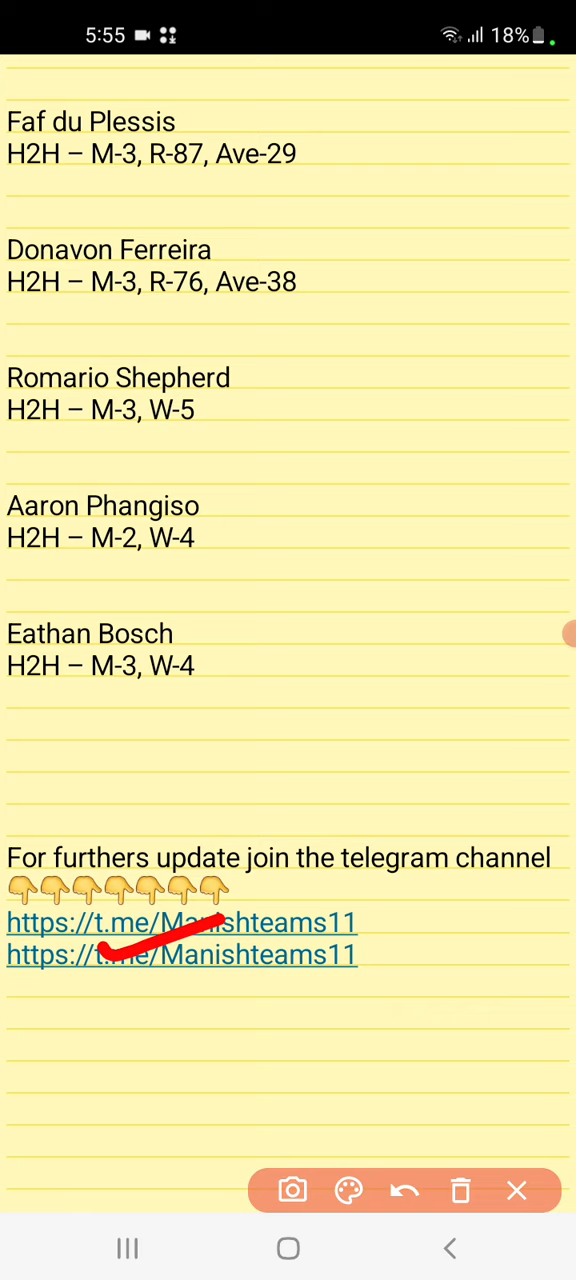 5:55
18%
Faf du Plessis
H2H – M-3, R-87, Ave-29
Donavon Ferreira
H2H – M-3, R-76, Ave-38
Romario Shepherd
H2H – M-3, W-5
Aaron Phangiso
H2H – M-2, W-4
Eathan Bosch
H2H – M-3, W-4
For furthers update join the telegram channel
👇👇👇👇👇👇👇
https://t.me/Manishteams11
https://t.me/Manishteams11